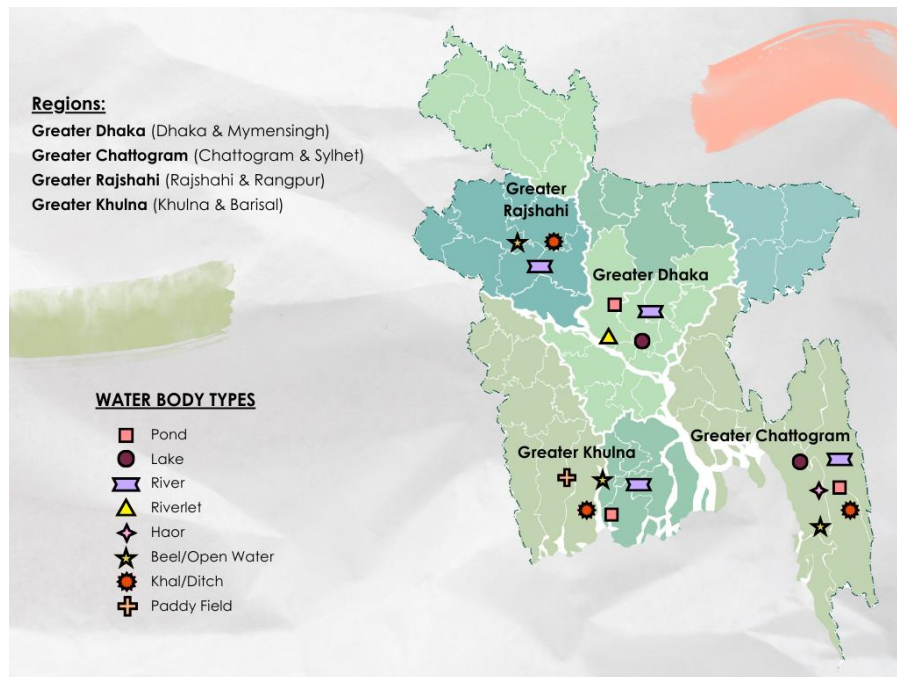 Regions:
Greater Dhaka (Dhaka & Mymensingh)
Greater Chattogram (Chattogram & Sylhet)
Greater Rajshahi (Rajshahi & Rangpur)
Greater Khulna (Khulna & Barisal)
Greater
Rajshahi
Greater Dhaka
Greater Chattogram
Greater Khulna
WATER BODY TYPES
Pond
Lake
River
Riverlet
Haor
Beel/Open Water
Khal/Ditch
Paddy Field